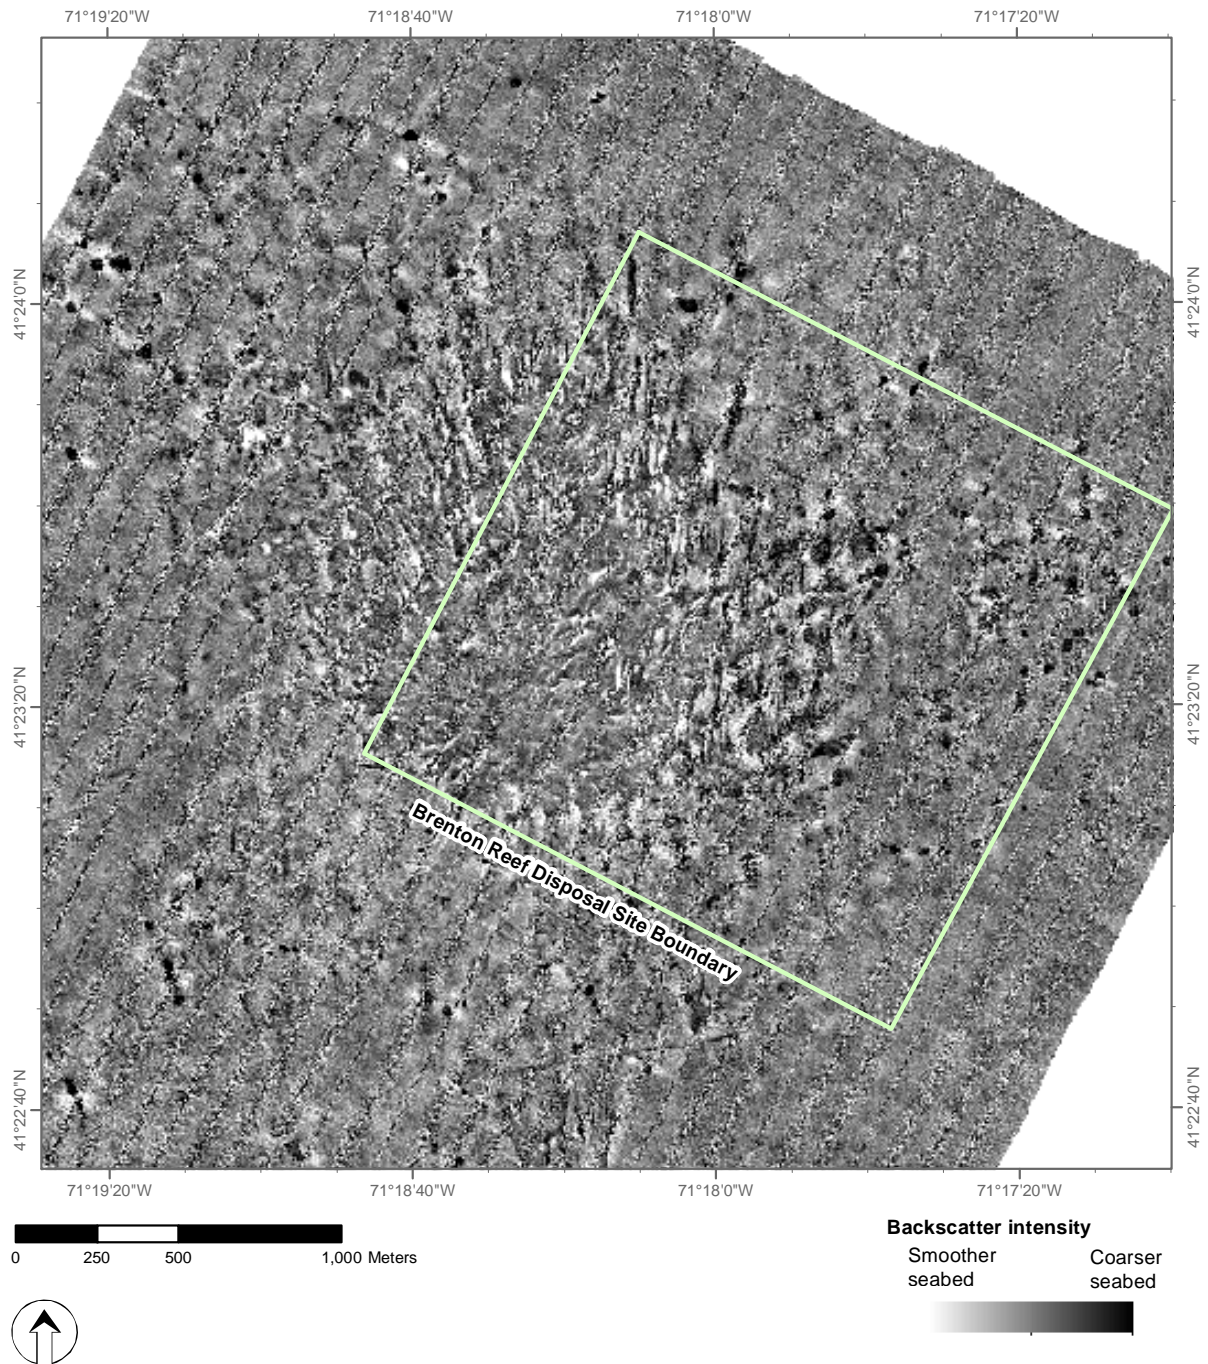 71°19'20"W 71°18'40"W 71°18'0"W 71°17'20"W
41°24'0"N 41°24'0"N
41°23'20"N 41°23'20"N
Brenton Reef Disposal Site Boundary
41°22'40"N 41°22'40"N
71°19'20"W 71°18'40"W 71°18'0"W 71°17'20"W
0 250 500 1,000 Meters
Backscatter intensity
Smoother seabed
Coarser seabed